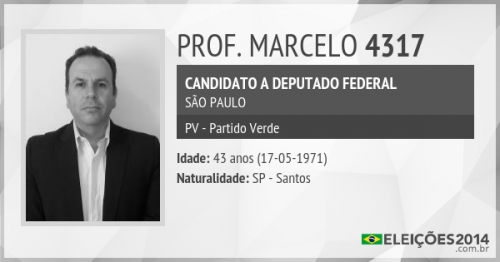 PROF. MARCELO 4317
CANDIDATO A DEPUTADO FEDERAL
SÃO PAULO
PV - Partido Verde
Idade: 43 anos (17-05-1971)
Naturalidade: SP - Santos
ELEIÇÕES2014
.com.br